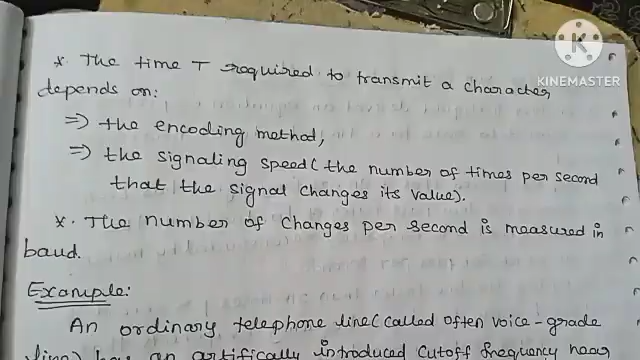 * The time T required to transmit a character
depends on:
⇒ the encoding method,
⇒ the signaling speed (the number of times per second
that the signal changes its value).
*. The number of changes per second is measured in
baud.
Example:
An ordinary telephone line (called often voice-grade
line) has an artifically introduced cutoff frequency near
KINEMASTER